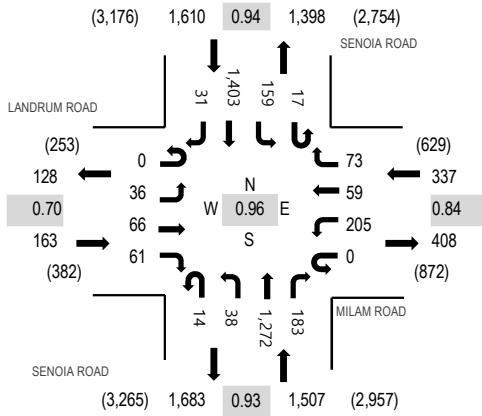 (3,176) 1,610 0.94 1,398 (2,754)
SENOIA ROAD
31 1,403 159 17
LANDRUM ROAD
(253) (629)
0 73
128 337
36 N 59
0.70 W 0.96 E 0.84
66 205
163 S 408
61 0
(382) (872)
14 38 1,272 183
MILAM ROAD
SENOIA ROAD
(3,265) 1,683 0.93 1,507 (2,957)